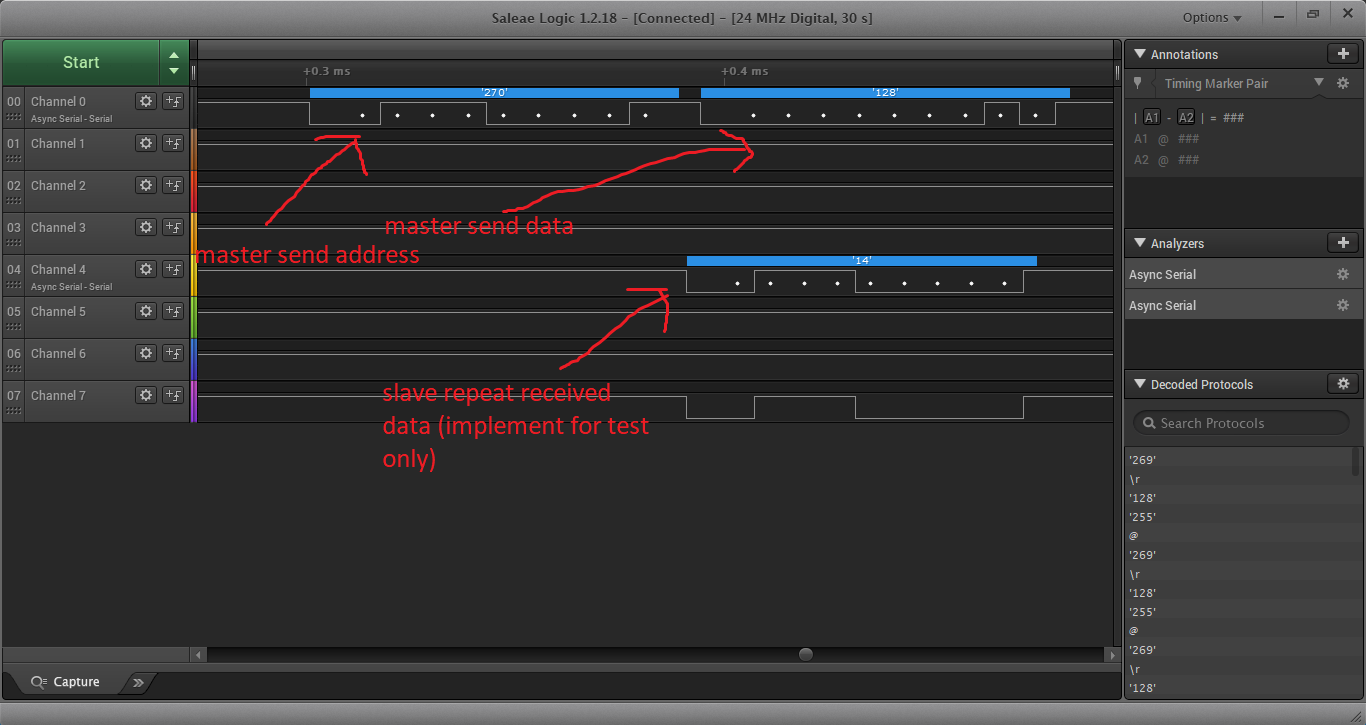 Saleae Logic 1.2.18 - [Connected] - [24 MHz Digital, 30 s]
Options
Start
+0.3 ms
+0.4 ms
Annotations
Timing Marker Pair
| A1 - A2 | = ###
A1 @ ###
A2 @ ###
00 Channel 0
Async Serial - Serial
'270'
'128'
01 Channel 1
02 Channel 2
03 Channel 3
master send data
master send address
04 Channel 4
Async Serial - Serial
'14'
05 Channel 5
06 Channel 6
07 Channel 7
slave repeat received
data (implement for test
only)
Analyzers
Async Serial
Async Serial
Decoded Protocols
Search Protocols
'269'
\r
'128'
'255'
@
'269'
\r
'128'
'255'
@
'269'
\r
'128'
Capture